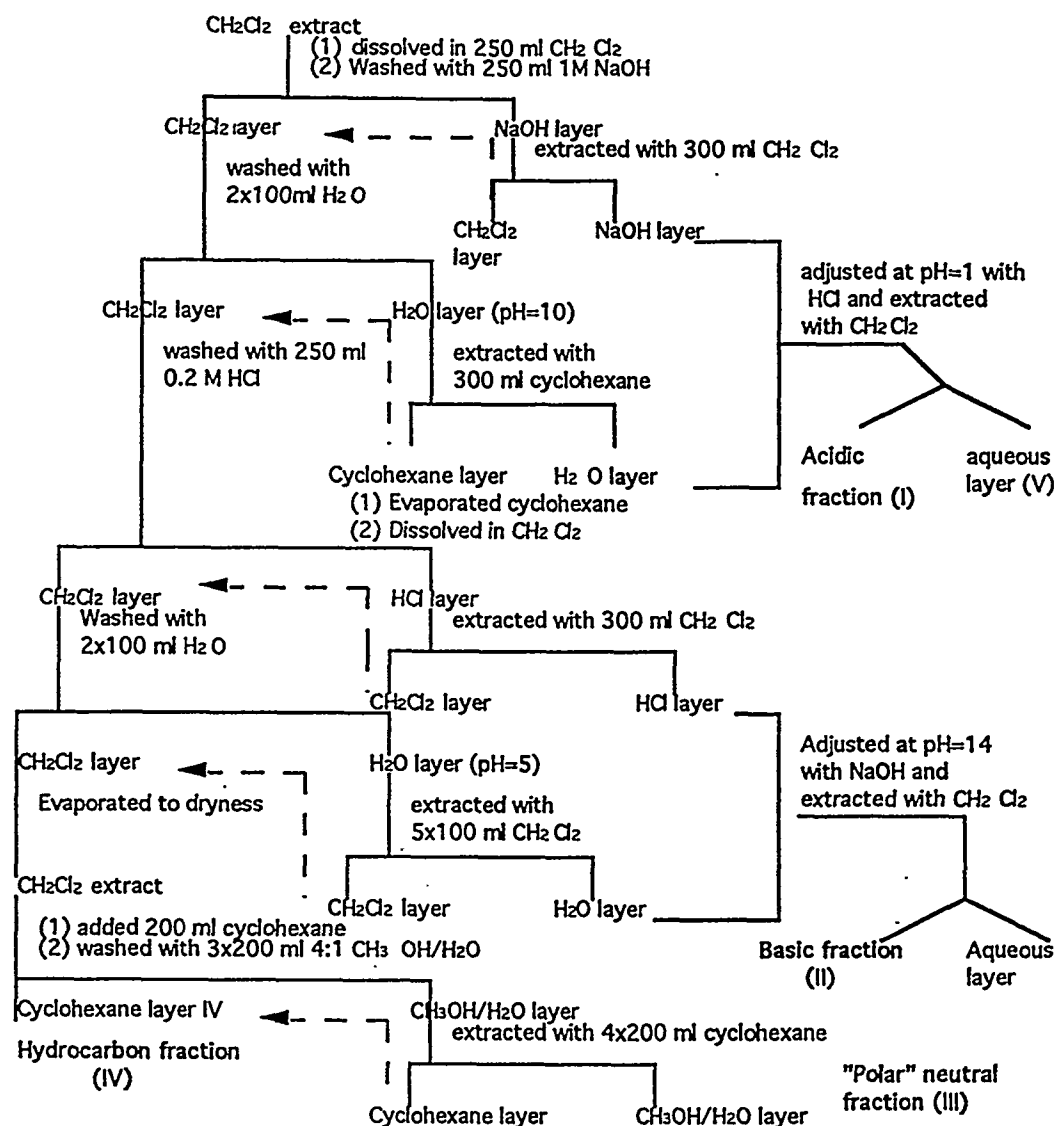 CH2Cl2 extract
(1) dissolved in 250 ml CH2 Cl2
(2) Washed with 250 ml 1M NaOH
CH2Cl2 layer
NaOH layer
extracted with 300 ml CH2 Cl2
washed with
2x100ml H2O
CH2Cl2
layer
NaOH layer
adjusted at pH=1 with
HCl and extracted
with CH2Cl2
CH2Cl2 layer
H2O layer (pH=10)
washed with 250 ml
0.2 M HCl
extracted with
300 ml cyclohexane
Cyclohexane layer
H2 O layer
(1) Evaporated cyclohexane
(2) Dissolved in CH2 Cl2
Acidic
fraction (I)
aqueous
layer (V)
CH2Cl2 layer
Washed with
2x100 ml H2O
HCl layer
extracted with 300 ml CH2 Cl2
CH2Cl2 layer
HCl layer
CH2Cl2 layer
Evaporated to dryness
H2O layer (pH=5)
extracted with
5x100 ml CH2Cl2
Adjusted at pH=14
with NaOH and
extracted with CH2 Cl2
CH2Cl2 extract
(1) added 200 ml cyclohexane
(2) washed with 3x200 ml 4:1 CH3 OH/H2O
CH2Cl2 layer
H2O layer
Basic fraction
(II)
Aqueous
layer
Cyclohexane layer IV
Hydrocarbon fraction
(IV)
CH3OH/H2O layer
extracted with 4x200 ml cyclohexane
Cyclohexane layer
CH3OH/H2O layer
"Polar" neutral
fraction (III)